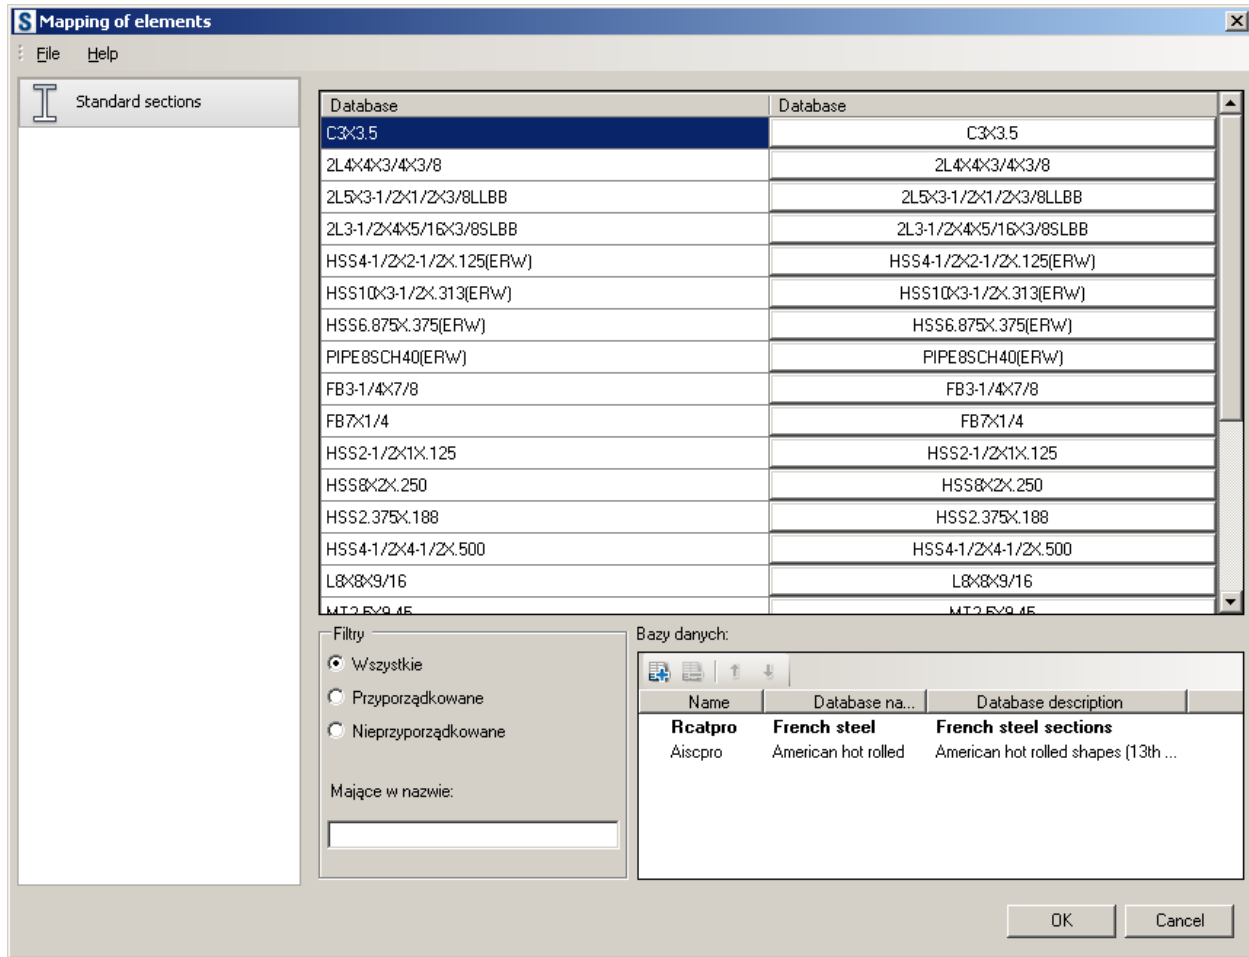 Mapping of elements
File Help
Standard sections
Database Database
C3X3.5 C3X3.5
2L4X4X3/4X3/8 2L4X4X3/4X3/8
2L5X3-1/2X1/2X3/8LLBB 2L5X3-1/2X1/2X3/8LLBB
2L3-1/2X4X5/16X3/8SLBB 2L3-1/2X4X5/16X3/8SLBB
HSS4-1/2X2-1/2X.125(ERW) HSS4-1/2X2-1/2X.125(ERW)
HSS10X3-1/2X.313(ERW) HSS10X3-1/2X.313(ERW)
HSS6.875X.375(ERW) HSS6.875X.375(ERW)
PIPE8SCH40(ERW) PIPE8SCH40(ERW)
FB3-1/4X7/8 FB3-1/4X7/8
FB7X1/4 FB7X1/4
HSS2-1/2X1X.125 HSS2-1/2X1X.125
HSS8X2X.250 HSS8X2X.250
HSS2.375X.188 HSS2.375X.188
HSS4-1/2X4-1/2X.500 HSS4-1/2X4-1/2X.500
L8X8X9/16 L8X8X9/16
MT2.5X9.45 MT2.5X9.45
Filtry
Wszystkie
Przyporządkowane
Nieprzyporządkowane
Mające w nazwie:
Bazy danych:
Name Database na... Database description
Rcatpro French steel French steel sections
Aiscpro American hot rolled American hot rolled shapes (13th ...
OK Cancel